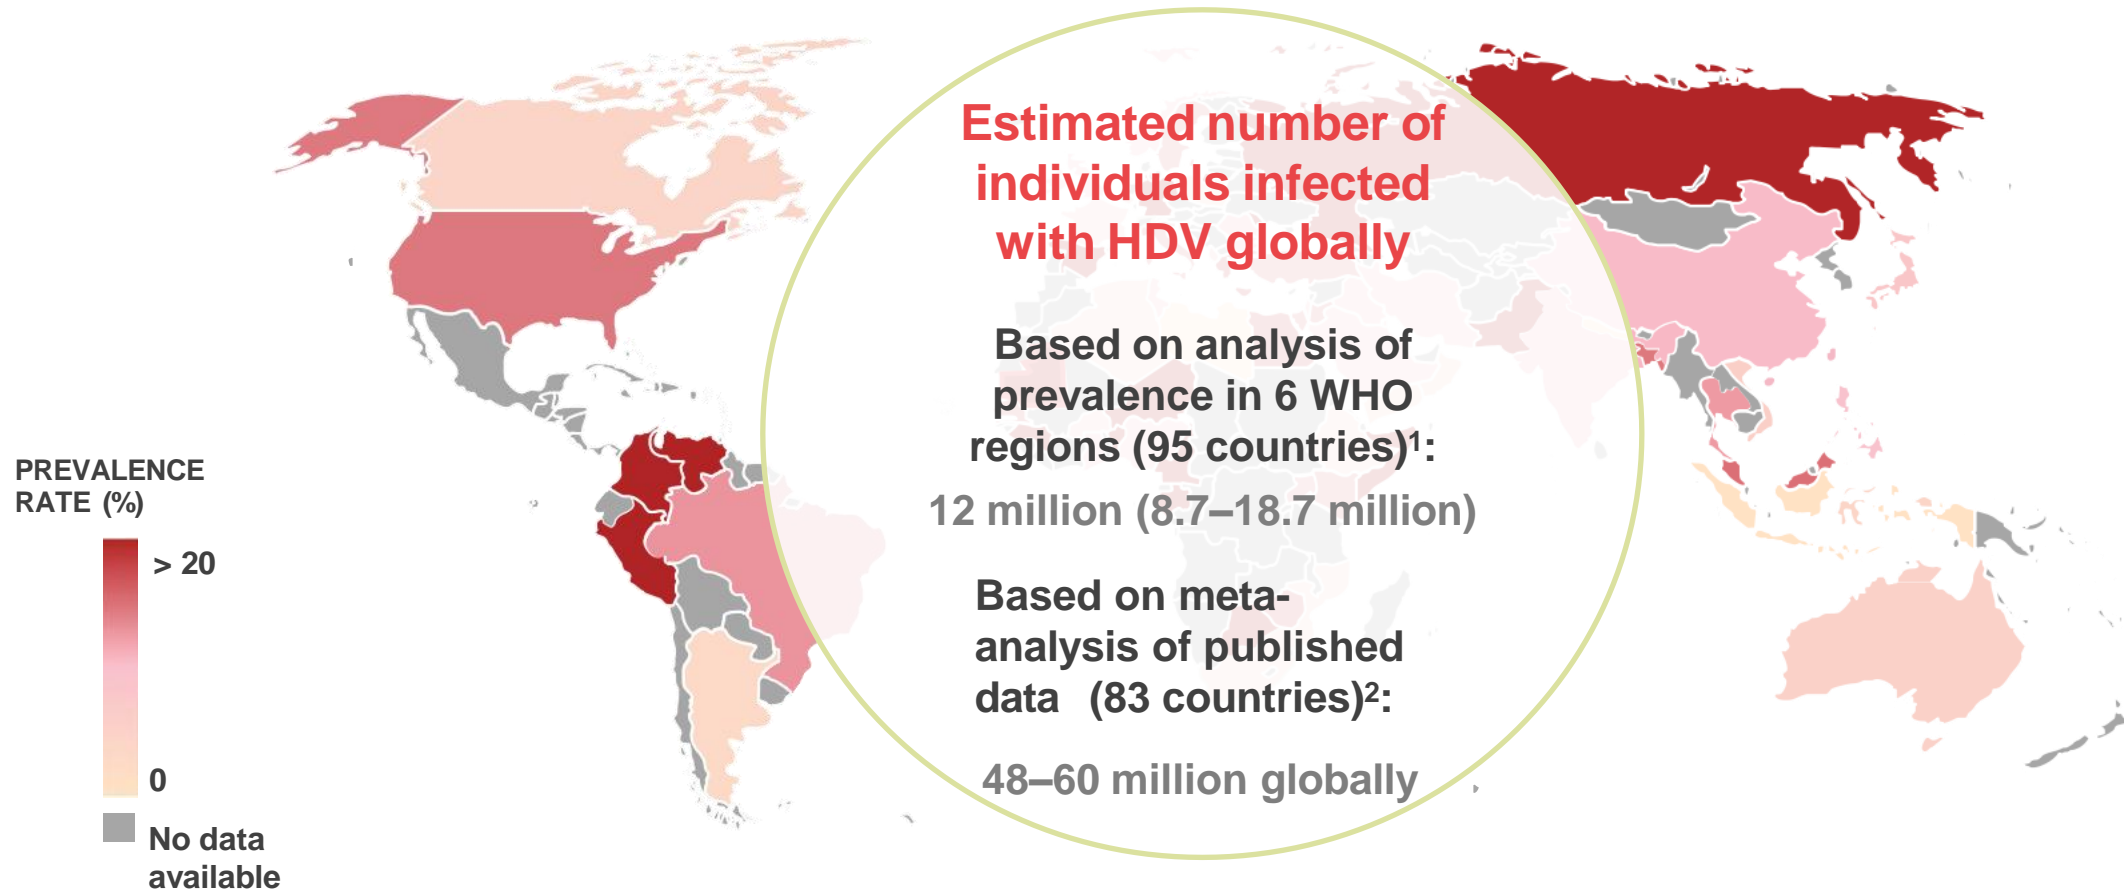 Estimated number of
individuals infected
with HDV globally
Based on analysis of
prevalence in 6 WHO
regions (95 countries)¹:
12 million (8.7–18.7 million)
Based on meta-
analysis of published
data (83 countries)²:
48–60 million globally
PREVALENCE
RATE (%)
> 20
0
No data
available